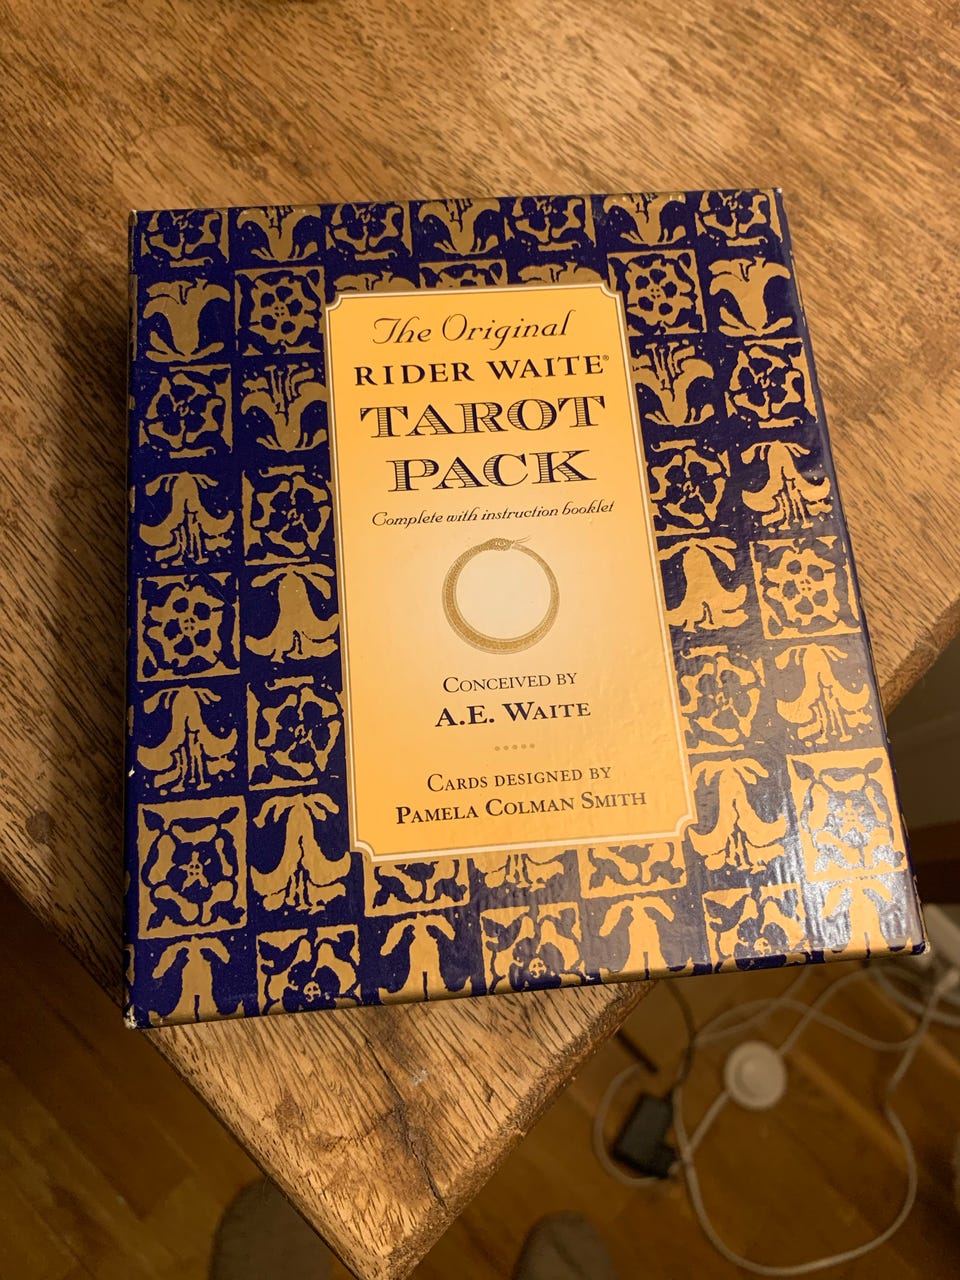 The Original
RIDER WAITE®
TAROT
PACK
Complete with instruction booklet
CONCEIVED BY
A.E. WAITE
CARDS DESIGNED BY
PAMELA COLMAN SMITH